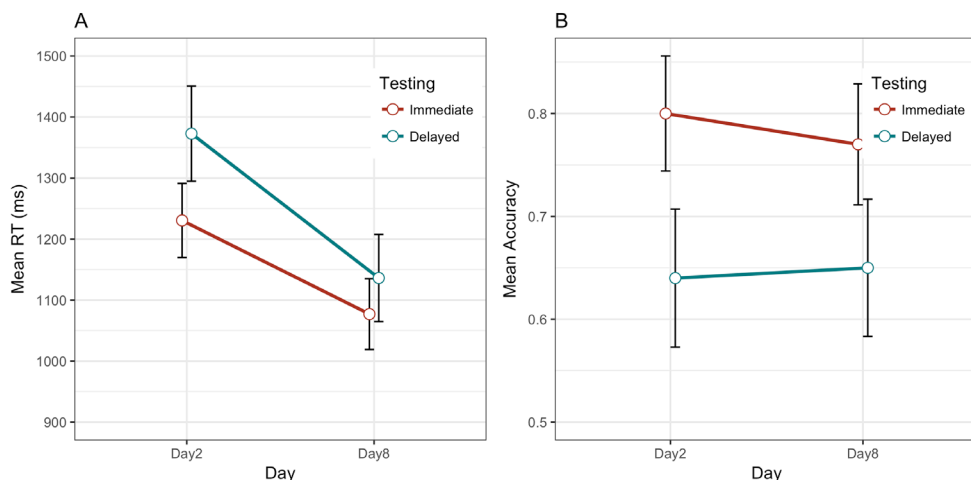 A
Mean RT (ms)
1500
1400
1300
1200
1100
1000
900
Testing
Immediate
Delayed
Day2
Day8
Day
B
Mean Accuracy
0.8
0.7
0.6
0.5
Testing
Immediate
Delayed
Day2
Day8
Day